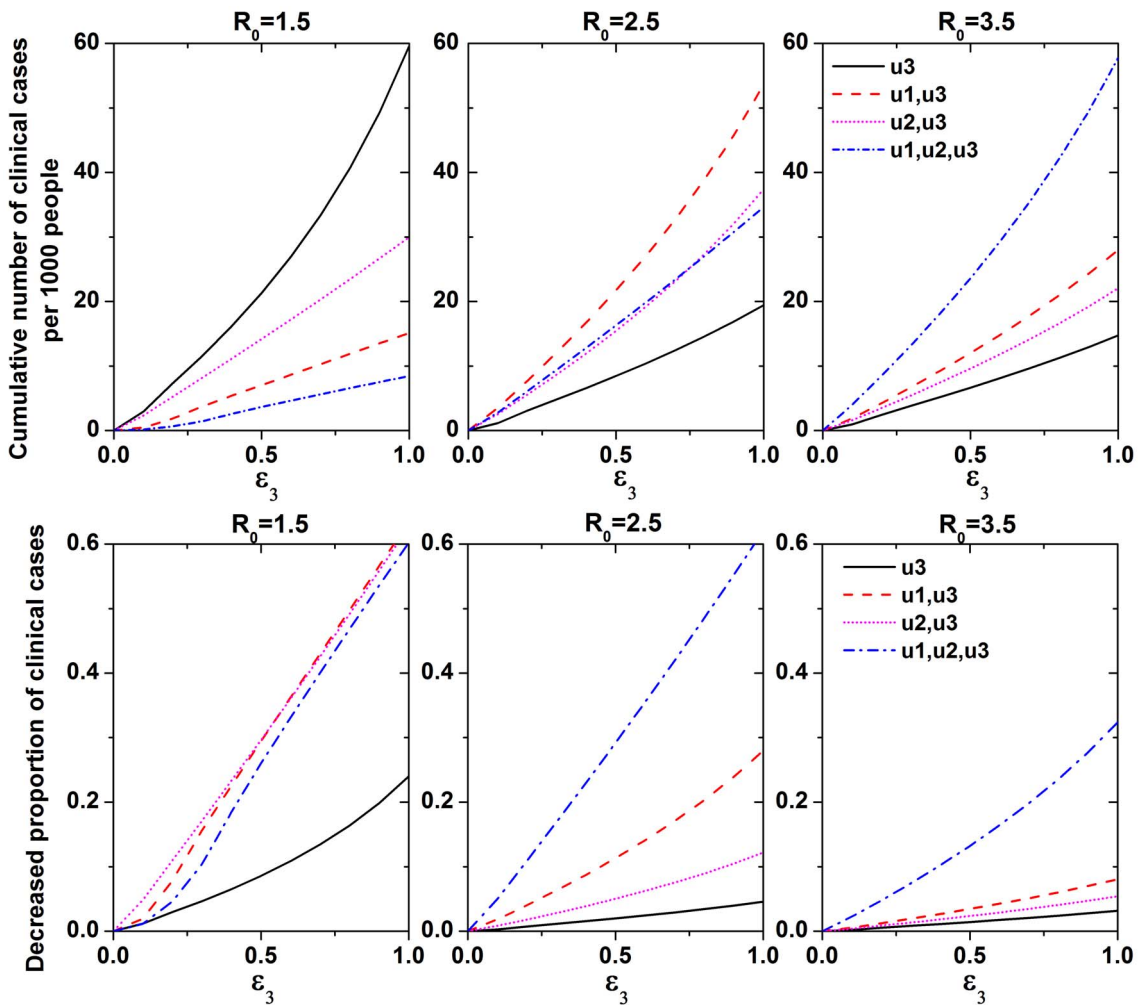 R0=1.5
R0=2.5
R0=3.5
Cumulative number of clinical cases
per 1000 people
60
40
20
0
0.0 0.5 1.0
ε3
60
40
20
0
0.0 0.5 1.0
ε3
60
40
20
0
0.0 0.5 1.0
ε3
u3
u1,u3
u2,u3
u1,u2,u3
R0=1.5
R0=2.5
R0=3.5
Decreased proportion of clinical cases
0.6
0.4
0.2
0.0
0.0 0.5 1.0
ε3
0.6
0.4
0.2
0.0
0.0 0.5 1.0
ε3
0.6
0.4
0.2
0.0
0.0 0.5 1.0
ε3
u3
u1,u3
u2,u3
u1,u2,u3